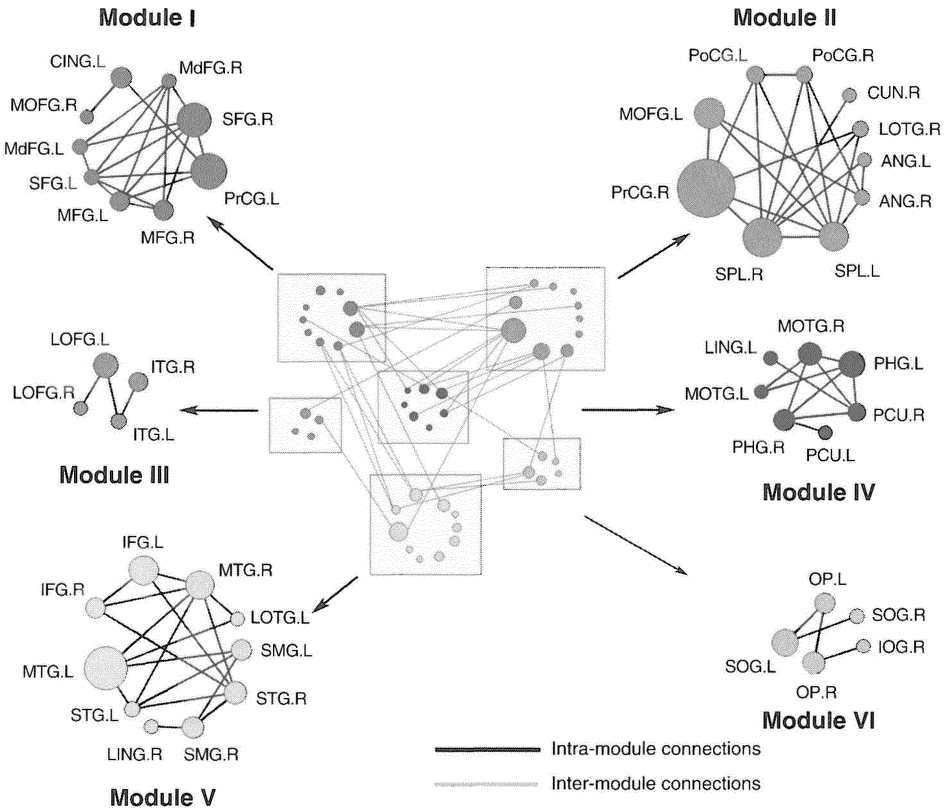 Module I
CING.L
MdFG.R
MOFG.R
SFG.R
MdFG.L
SFG.L
PrCG.L
MFG.L
MFG.R
Module II
PoCG.L
PoCG.R
CUN.R
MOFG.L
LOTG.R
ANG.L
PrCG.R
ANG.R
SPL.R
SPL.L
LOFG.L
ITG.R
LOFG.R
ITG.L
Module III
MOTG.R
LING.L
PHG.L
MOTG.L
PCU.R
PHG.R
PCU.L
Module IV
IFG.L
MTG.R
IFG.R
LOTG.L
SMG.L
MTG.L
STG.R
STG.L
LING.R
SMG.R
Module V
OP.L
SOG.R
IOG.R
SOG.L
OP.R
Module VI
Intra-module connections
Inter-module connections